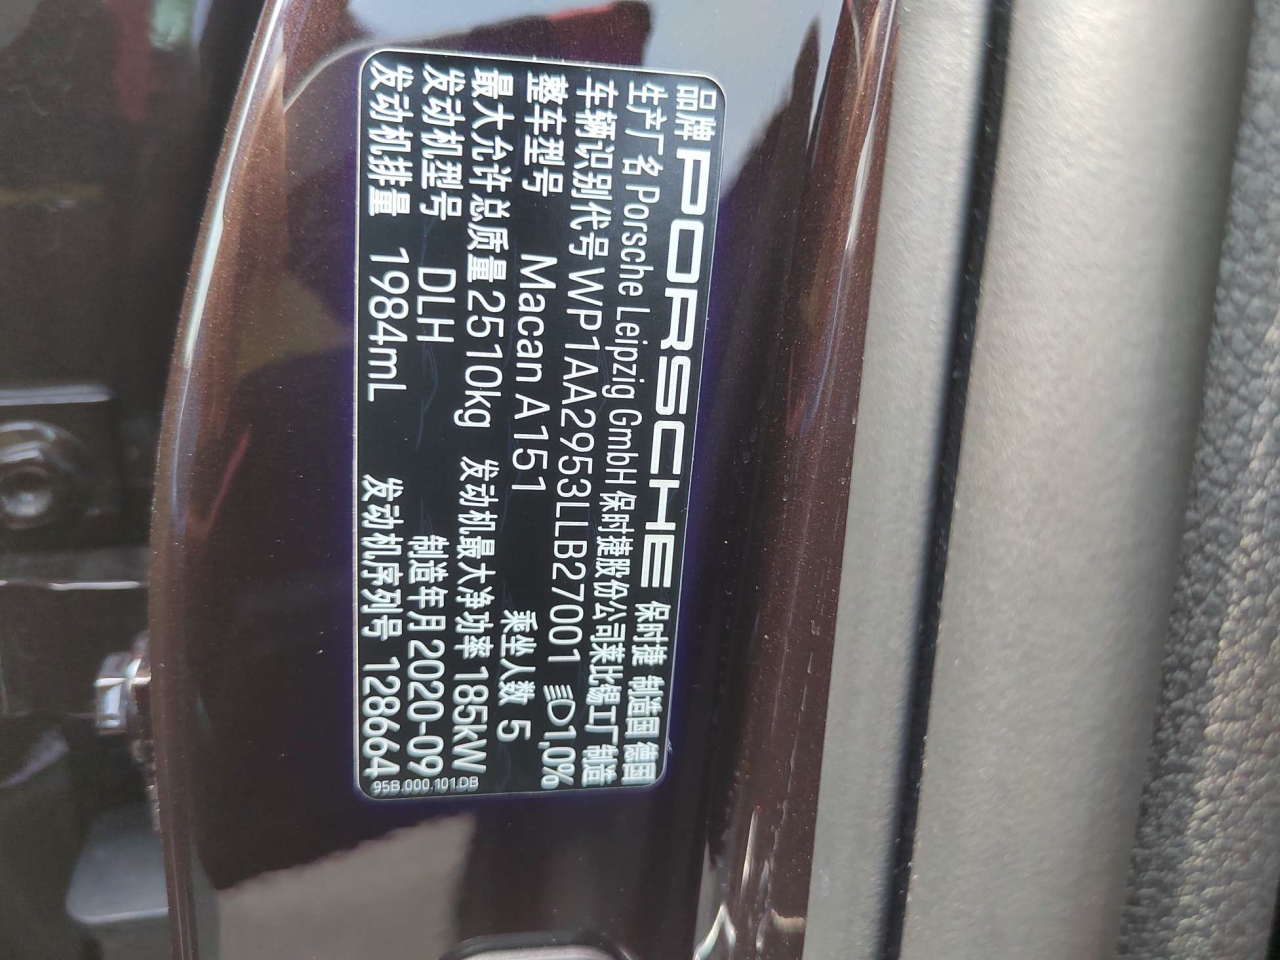 品牌 PORSCHE 保时捷 制造国 德国
生产厂名 Porsche Leipzig GmbH 保时捷股份公司莱比锡工厂制造
车辆识别代号 WP1AA2953LLB27001 1,0%
整车型号 Macan A151 乘坐人数 5
最大允许总质量 2510kg 发动机最大净功率 185kW
发动机型号 DLH 制造年月 2020-09
发动机排量 1984mL 发动机序列号 128664
95B.000.101.DB